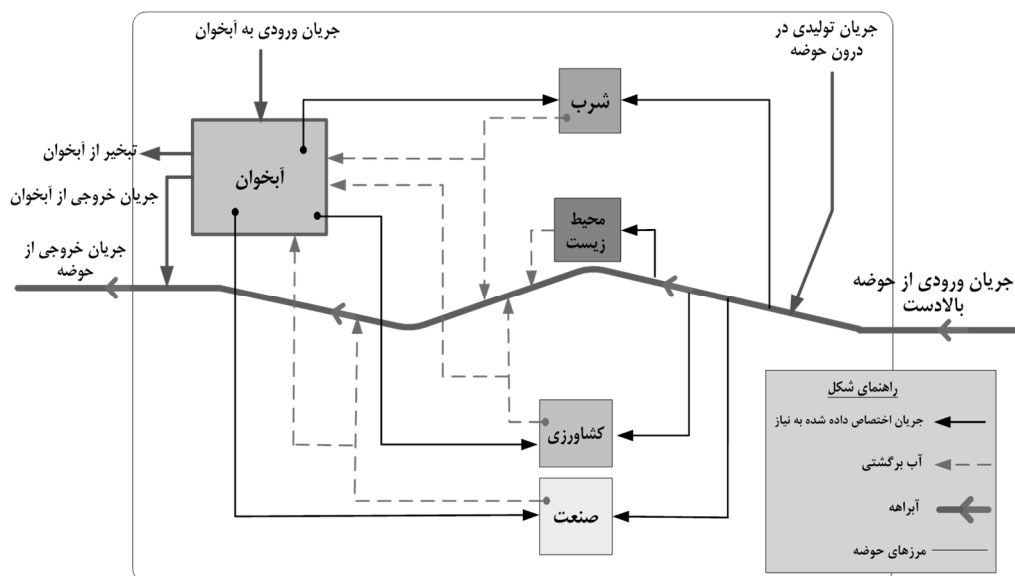 جریان ورودی به آبخوان
جریان تولیدی در
درون حوضه
شرب
تبخیر از آبخوان
آبخوان
جریان خروجی از آبخوان
محیط
زیست
جریان خروجی از
حوضه
جریان ورودی از حوضه
بالادست
کشاورزی
صنعت
راهنمای شکل
جریان اختصاص داده شده به نیاز
آب برگشتی
آبراهه
مرزهای حوضه